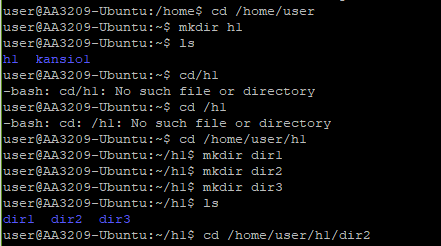 user@AA3209-Ubuntu:/home$ cd /home/user
user@AA3209-Ubuntu:~$ mkdir h1
user@AA3209-Ubuntu:~$ ls
h1  kansio1
user@AA3209-Ubuntu:~$ cd/h1
-bash: cd/h1: No such file or directory
user@AA3209-Ubuntu:~$ cd /h1
-bash: cd: /h1: No such file or directory
user@AA3209-Ubuntu:~$ cd /home/user/h1
user@AA3209-Ubuntu:~/h1$ mkdir dir1
user@AA3209-Ubuntu:~/h1$ mkdir dir2
user@AA3209-Ubuntu:~/h1$ mkdir dir3
user@AA3209-Ubuntu:~/h1$ ls
dir1  dir2  dir3
user@AA3209-Ubuntu:~/h1$ cd /home/user/h1/dir2